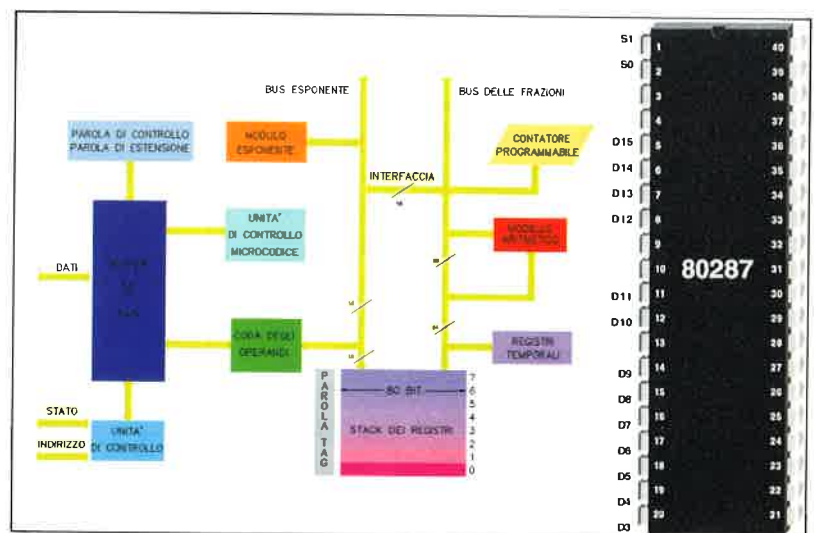 BUS ESPONENTE
BUS DELLE FRAZIONI
PAROLA DI CONTROLLO
PAROLA DI ESTENSIONE
MODULO
ESPONENTE
CONTATORE
PROGRAMMABILE
INTERFACCIA
16
UNITA'
DI CONTROLLO
MICROCODICE
ARITMETICO
DATI
CODA DEGLI
OPERANDI
REGISTRI
TEMPORALI
PAROLA TAG
80 BIT
STACK DEI REGISTRI
7
6
5
4
3
2
1
0
STATO
INDIRIZZO
UNITA'
DI CONTROLLO
80287
S1
S0
D15
D14
D13
D12
D11
D10
D9
D8
D7
D6
D5
D4
D3
1
2
3
4
5
6
7
8
9
10
11
12
13
14
15
16
17
18
19
20
40
39
38
37
36
35
34
33
32
31
30
29
28
27
26
25
24
23
22
21